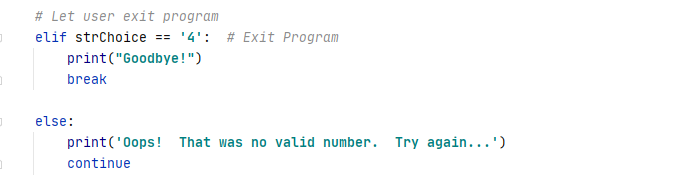 # Let user exit program
elif strChoice == '4':  # Exit Program
    print("Goodbye!")
    break

else:
    print('Oops!  That was no valid number.  Try again...')
    continue